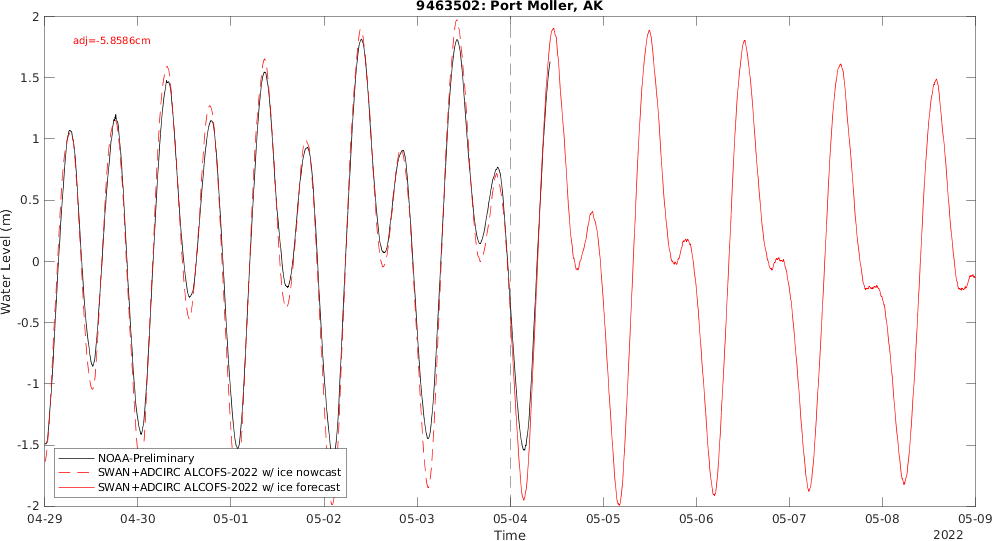 9463502: Port Moller, AK
adj=-5.8586cm
Water Level (m)
2
1.5
1
0.5
0
-0.5
-1
-1.5
-2
NOAA-Preliminary
SWAN+ADCIRC ALCOFS-2022 w/ ice nowcast
SWAN+ADCIRC ALCOFS-2022 w/ ice forecast
04-29 04-30 05-01 05-02 05-03 05-04 05-05 05-06 05-07 05-08 05-09
Time
2022